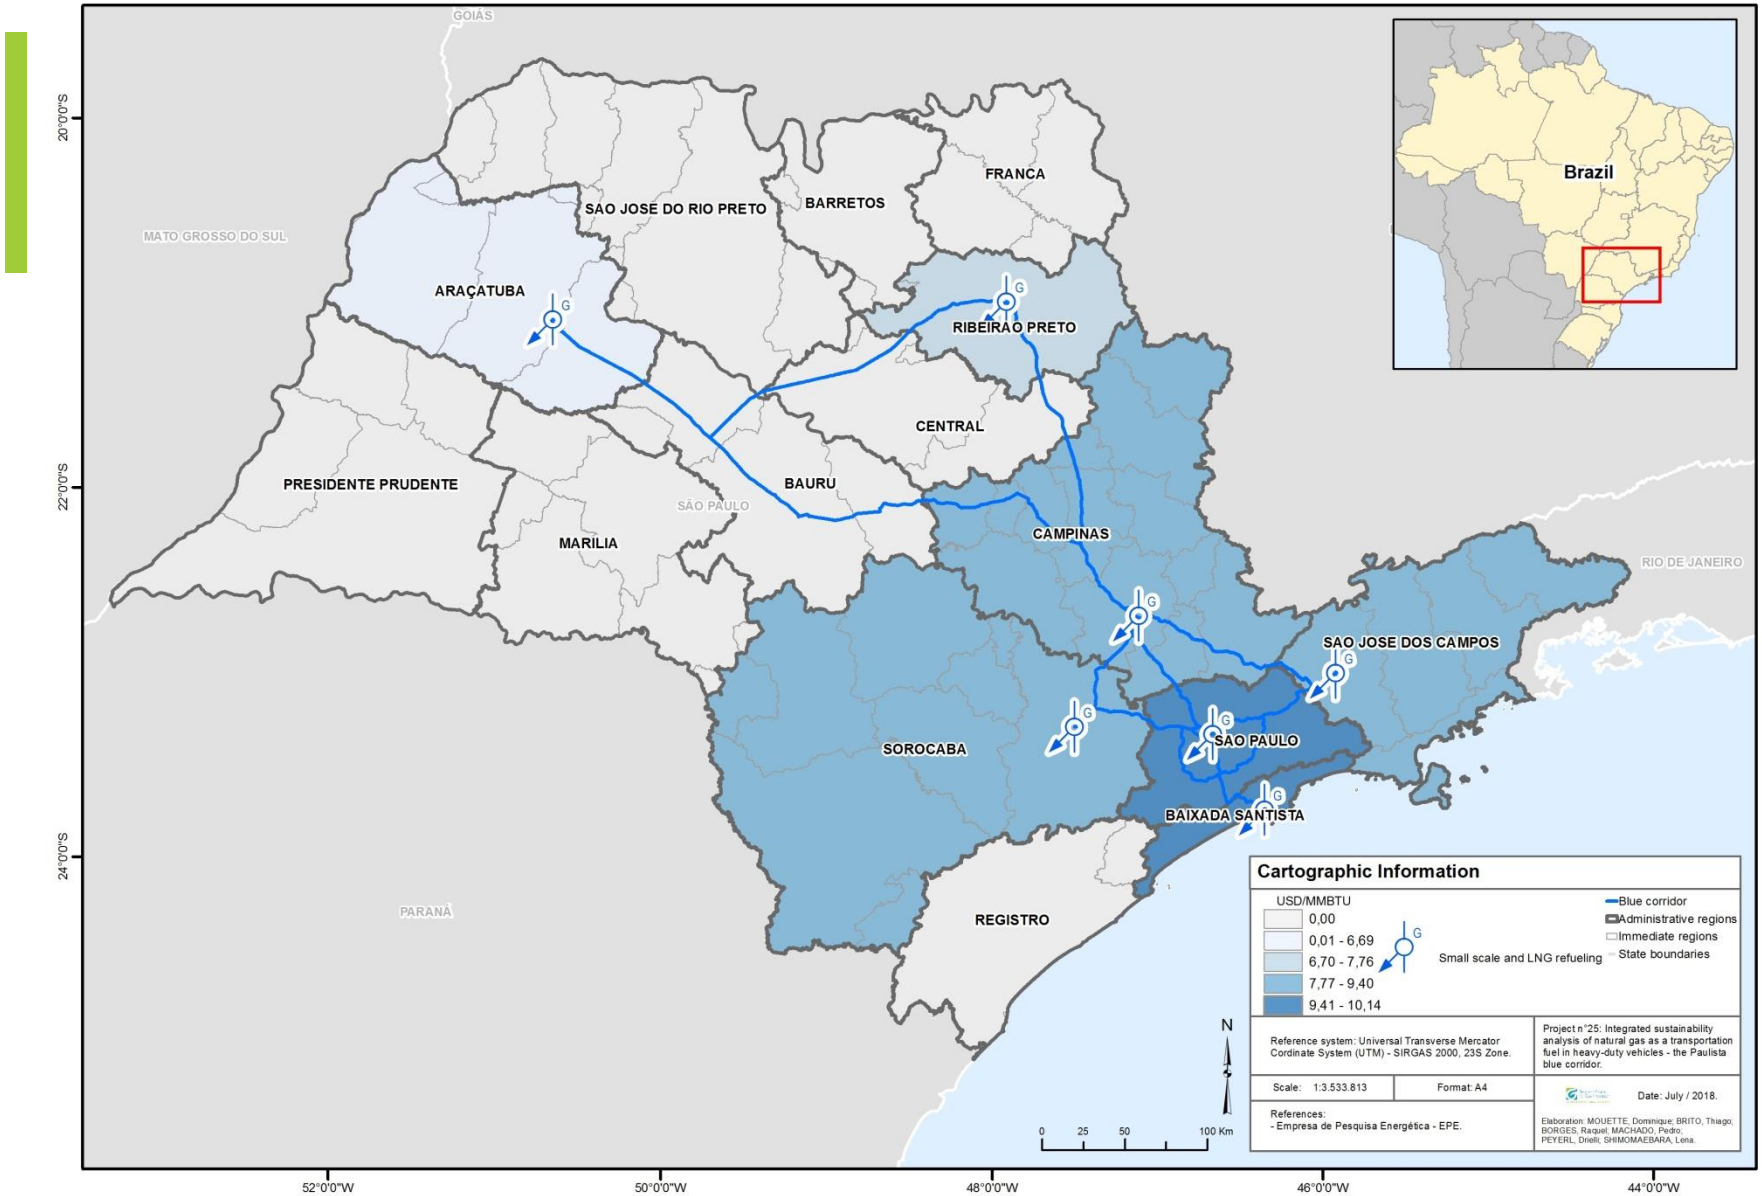 GOIÁS
20°0'0"S
FRANCA
Brazil
BARRETOS
SAO JOSE DO RIO PRETO
MATO GROSSO DO SUL
ARAÇATUBA
G
G
RIBEIRAO PRETO
CENTRAL
PRESIDENTE PRUDENTE
BAURU
22°0'0"S
SÃO PAULO
CAMPINAS
MARILIA
RIO DE JANEIRO
G
SAO JOSE DOS CAMPOS
G
G
G
SAO PAULO
SOROCABA
G
BAIXADA SANTISTA
24°0'0"S
PARANÁ
REGISTRO
Cartographic Information
USD/MMBTU
0,00
0,01 - 6,69
6,70 - 7,76
7,77 - 9,40
9,41 - 10,14
G
Small scale and LNG refueling
Blue corridor
Administrative regions
Immediate regions
State boundaries
N
Reference system: Universal Transverse Mercator
Cordinate System (UTM) - SIRGAS 2000, 23S Zone.
Project n°25: Integrated sustainability
analysis of natural gas as a transportation
fuel in heavy-duty vehicles - the Paulista
blue corridor.
Scale: 1:3.533.813
Format: A4
Date: July / 2018.
References:
- Empresa de Pesquisa Energética - EPE.
Elaboration: MOUETTE, Dominique; BRITO, Thiago;
BORGES, Raquel; MACHADO, Pedro;
PEYERL, Drielli; SHIMOMAEBARA, Lena.
0 25 50 100 Km
52°0'0"W 50°0'0"W 48°0'0"W 46°0'0"W 44°0'0"W